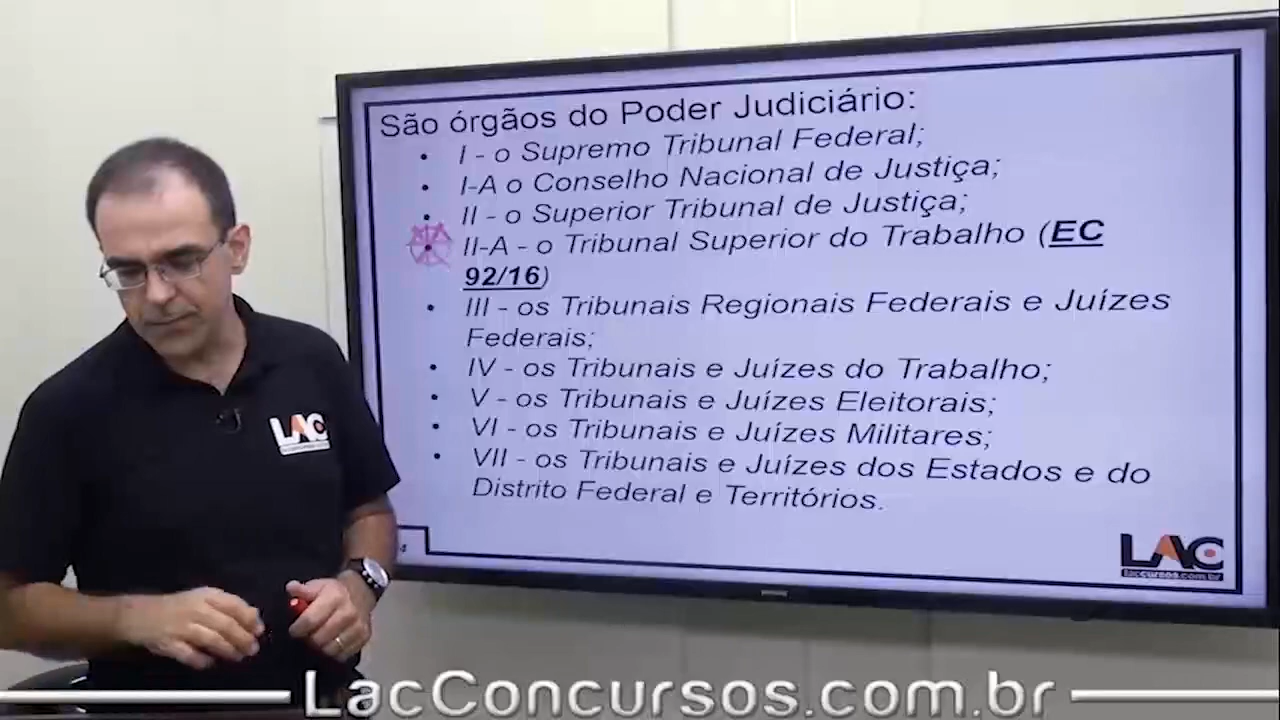 São órgãos do Poder Judiciário:
• I - o Supremo Tribunal Federal;
• I-A o Conselho Nacional de Justiça;
• II - o Superior Tribunal de Justiça;
• II-A - o Tribunal Superior do Trabalho (EC
92/16)
• III - os Tribunais Regionais Federais e Juízes
Federais;
• IV - os Tribunais e Juízes do Trabalho;
• V - os Tribunais e Juízes Eleitorais;
• VI - os Tribunais e Juízes Militares;
• VII - os Tribunais e Juízes dos Estados e do
Distrito Federal e Territórios.
4
LAC
laccursos.com.br
LAC
LacConcursos.com.br